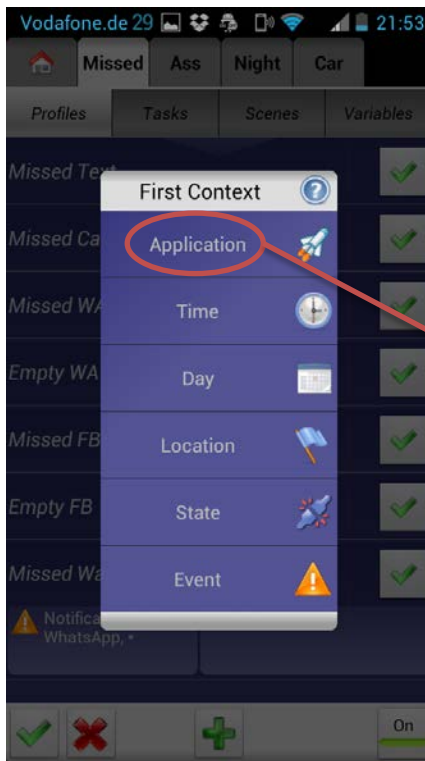 Vodafone.de 29 21:53
Missed Ass Night Car
Profiles Tasks Scenes Variables
Missed Text
First Context
Missed Ca
Application
Missed WA
Time
Empty WA
Day
Missed FB
Location
Empty FB
State
Missed Wa
Event
Notifica
WhatsApp, *
On